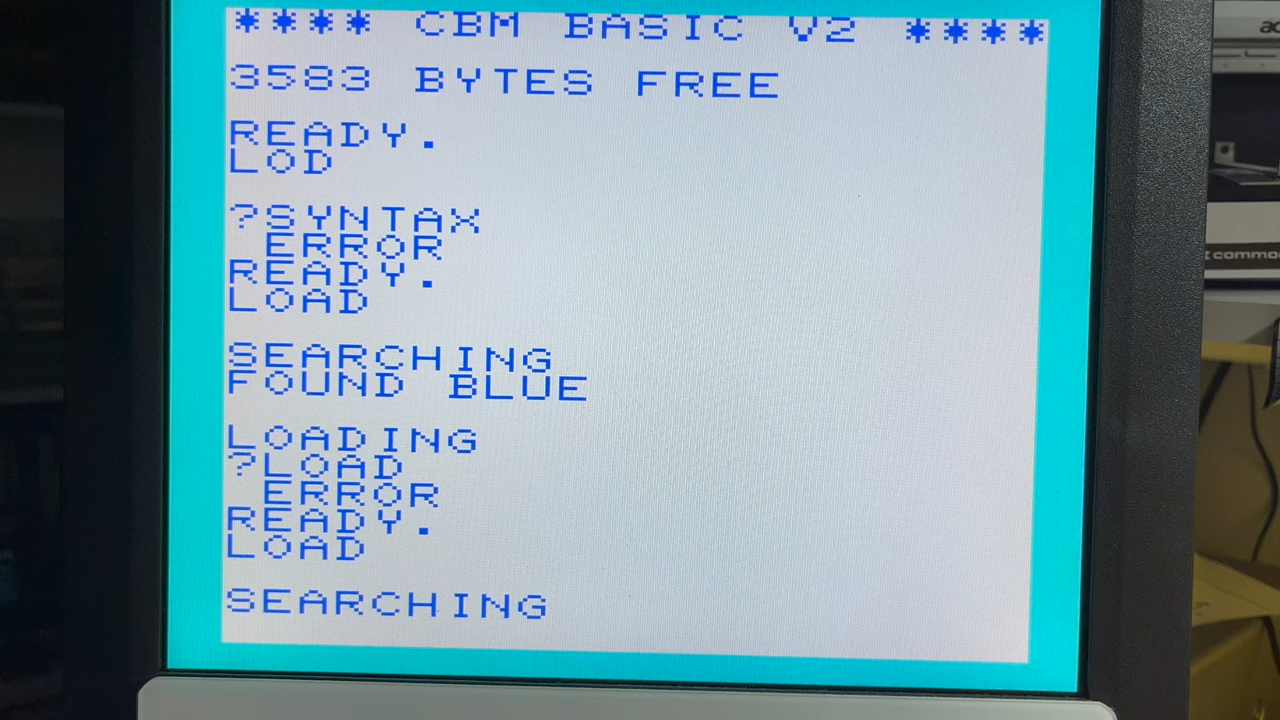 **** CBM BASIC V2 ****
3583 BYTES FREE
READY.
LOD
?SYNTAX
ERROR
READY.
LOAD
SEARCHING
FOUND BLUE
LOADING
?LOAD
ERROR
READY.
LOAD
SEARCHING